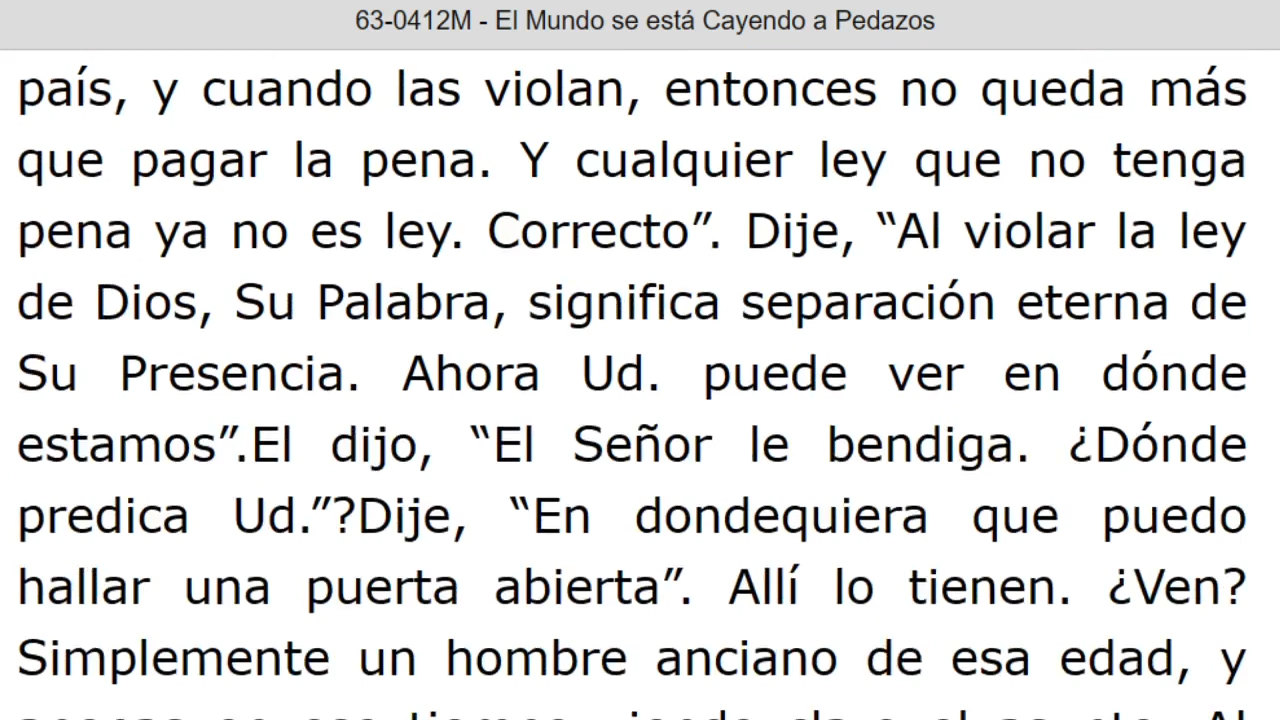 63-0412M - El Mundo se está Cayendo a Pedazos
país, y cuando las violan, entonces no queda más
que pagar la pena. Y cualquier ley que no tenga
pena ya no es ley. Correcto”. Dije, “Al violar la ley
de Dios, Su Palabra, significa separación eterna de
Su Presencia. Ahora Ud. puede ver en dónde
estamos”.El dijo, “El Señor le bendiga. ¿Dónde
predica Ud.”?Dije, “En dondequiera que puedo
hallar una puerta abierta”. Allí lo tienen. ¿Ven?
Simplemente un hombre anciano de esa edad, y